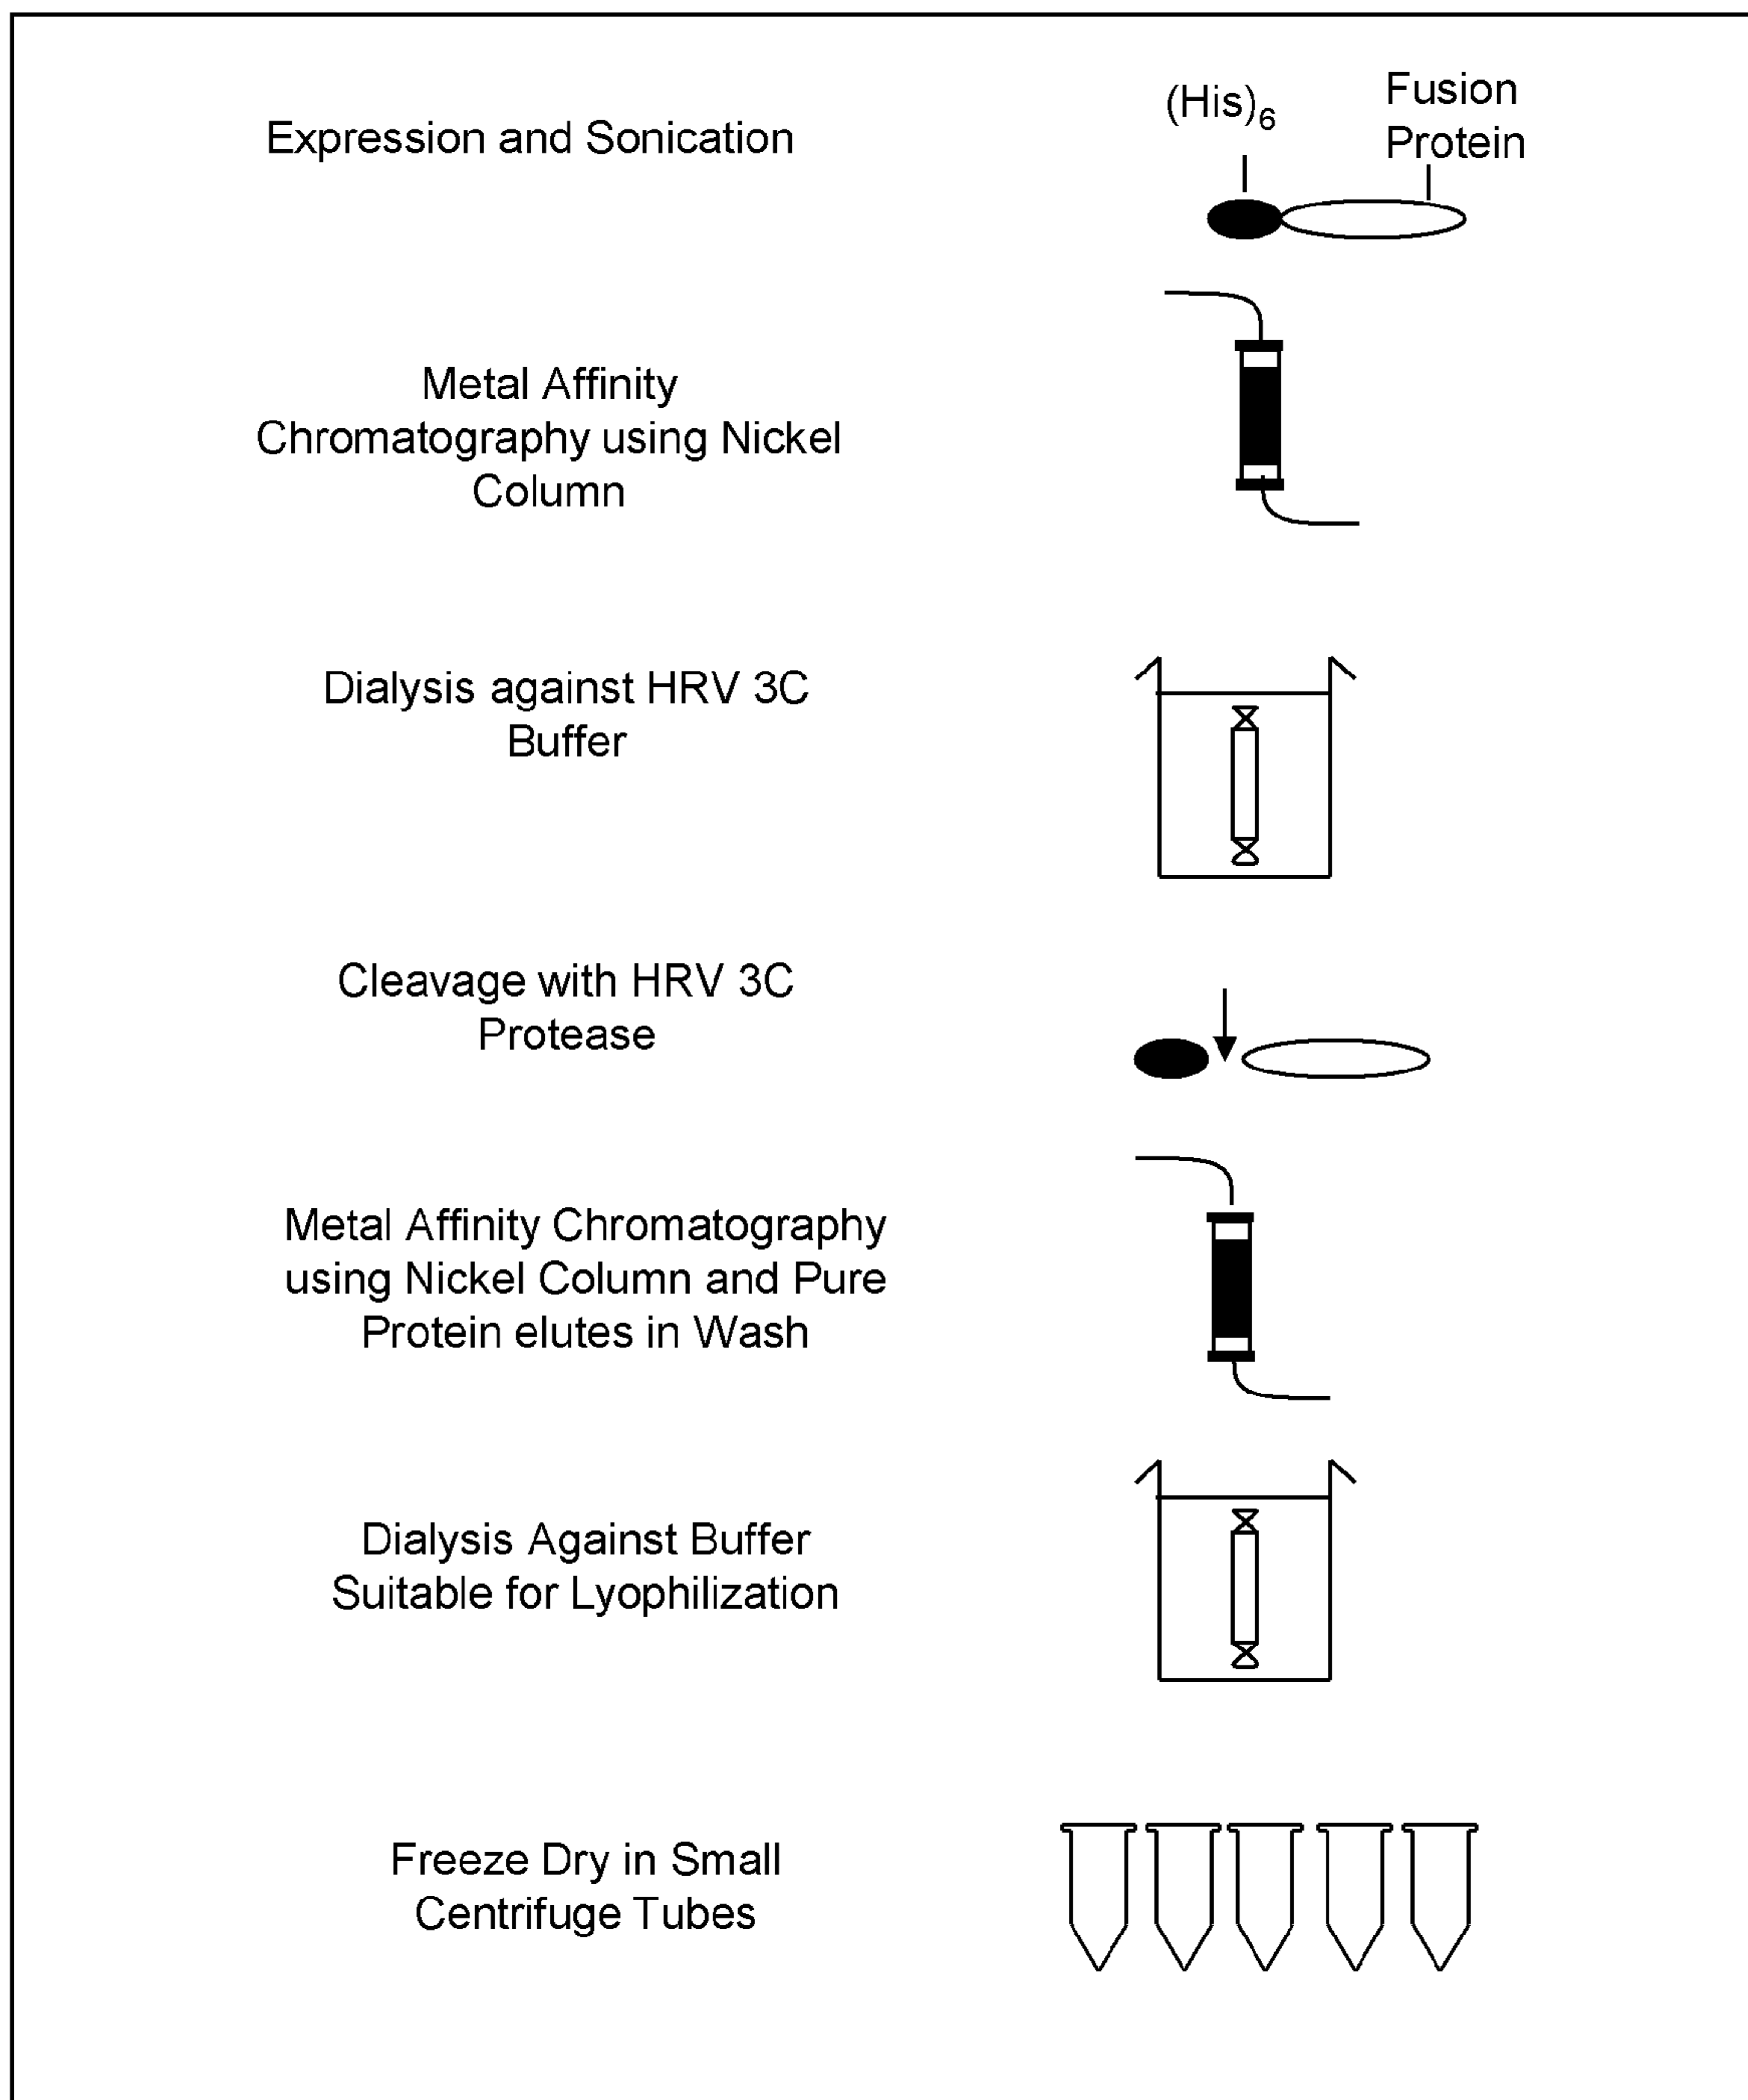 Expression and Sonication
(His)₆
Fusion
Protein
Metal Affinity
Chromatography using Nickel
Column
Dialysis against HRV 3C
Buffer
Cleavage with HRV 3C
Protease
Metal Affinity Chromatography
using Nickel Column and Pure
Protein elutes in Wash
Dialysis Against Buffer
Suitable for Lyophilization
Freeze Dry in Small
Centrifuge Tubes